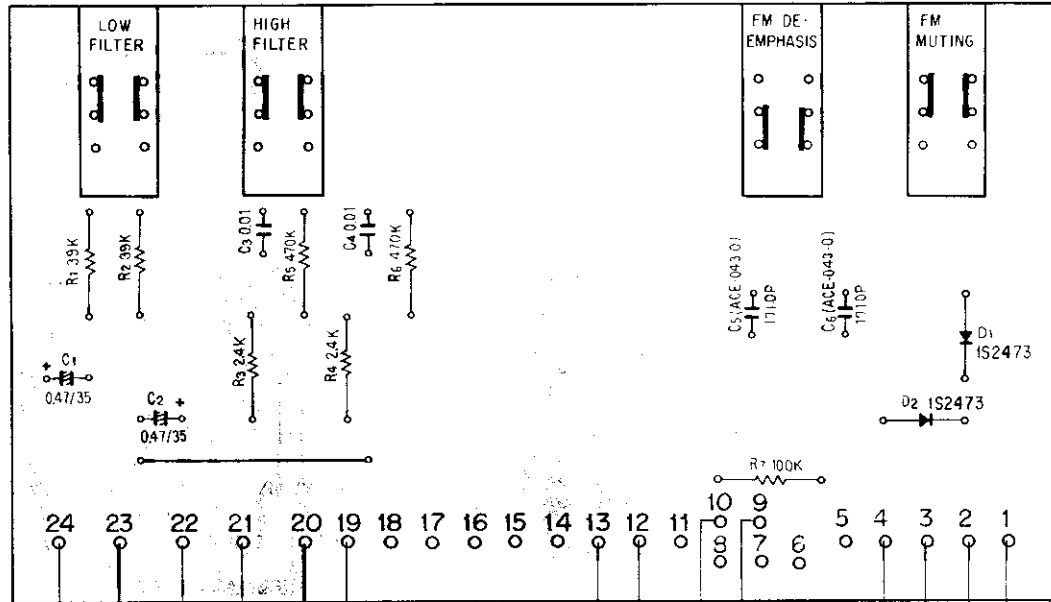 LOW
FILTER
HIGH
FILTER
FM DE-
EMPHASIS
FM
MUTING
R1 39K
R2 39K
C3 0.01
R5 470K
C4 0.01
R6 470K
C5 (ACE-043-0)
1710P
C6 (ACE-043-0)
1710P
D1
1S2473
R3 2.4K
R4 2.4K
+ C1
0.47/35
C2 +
0.47/35
D2 1S2473
R7 100K
24 23 22 21 20 19 18 17 16 15 14 13 12 11 10 9 5 4 3 2 1
8 7 6